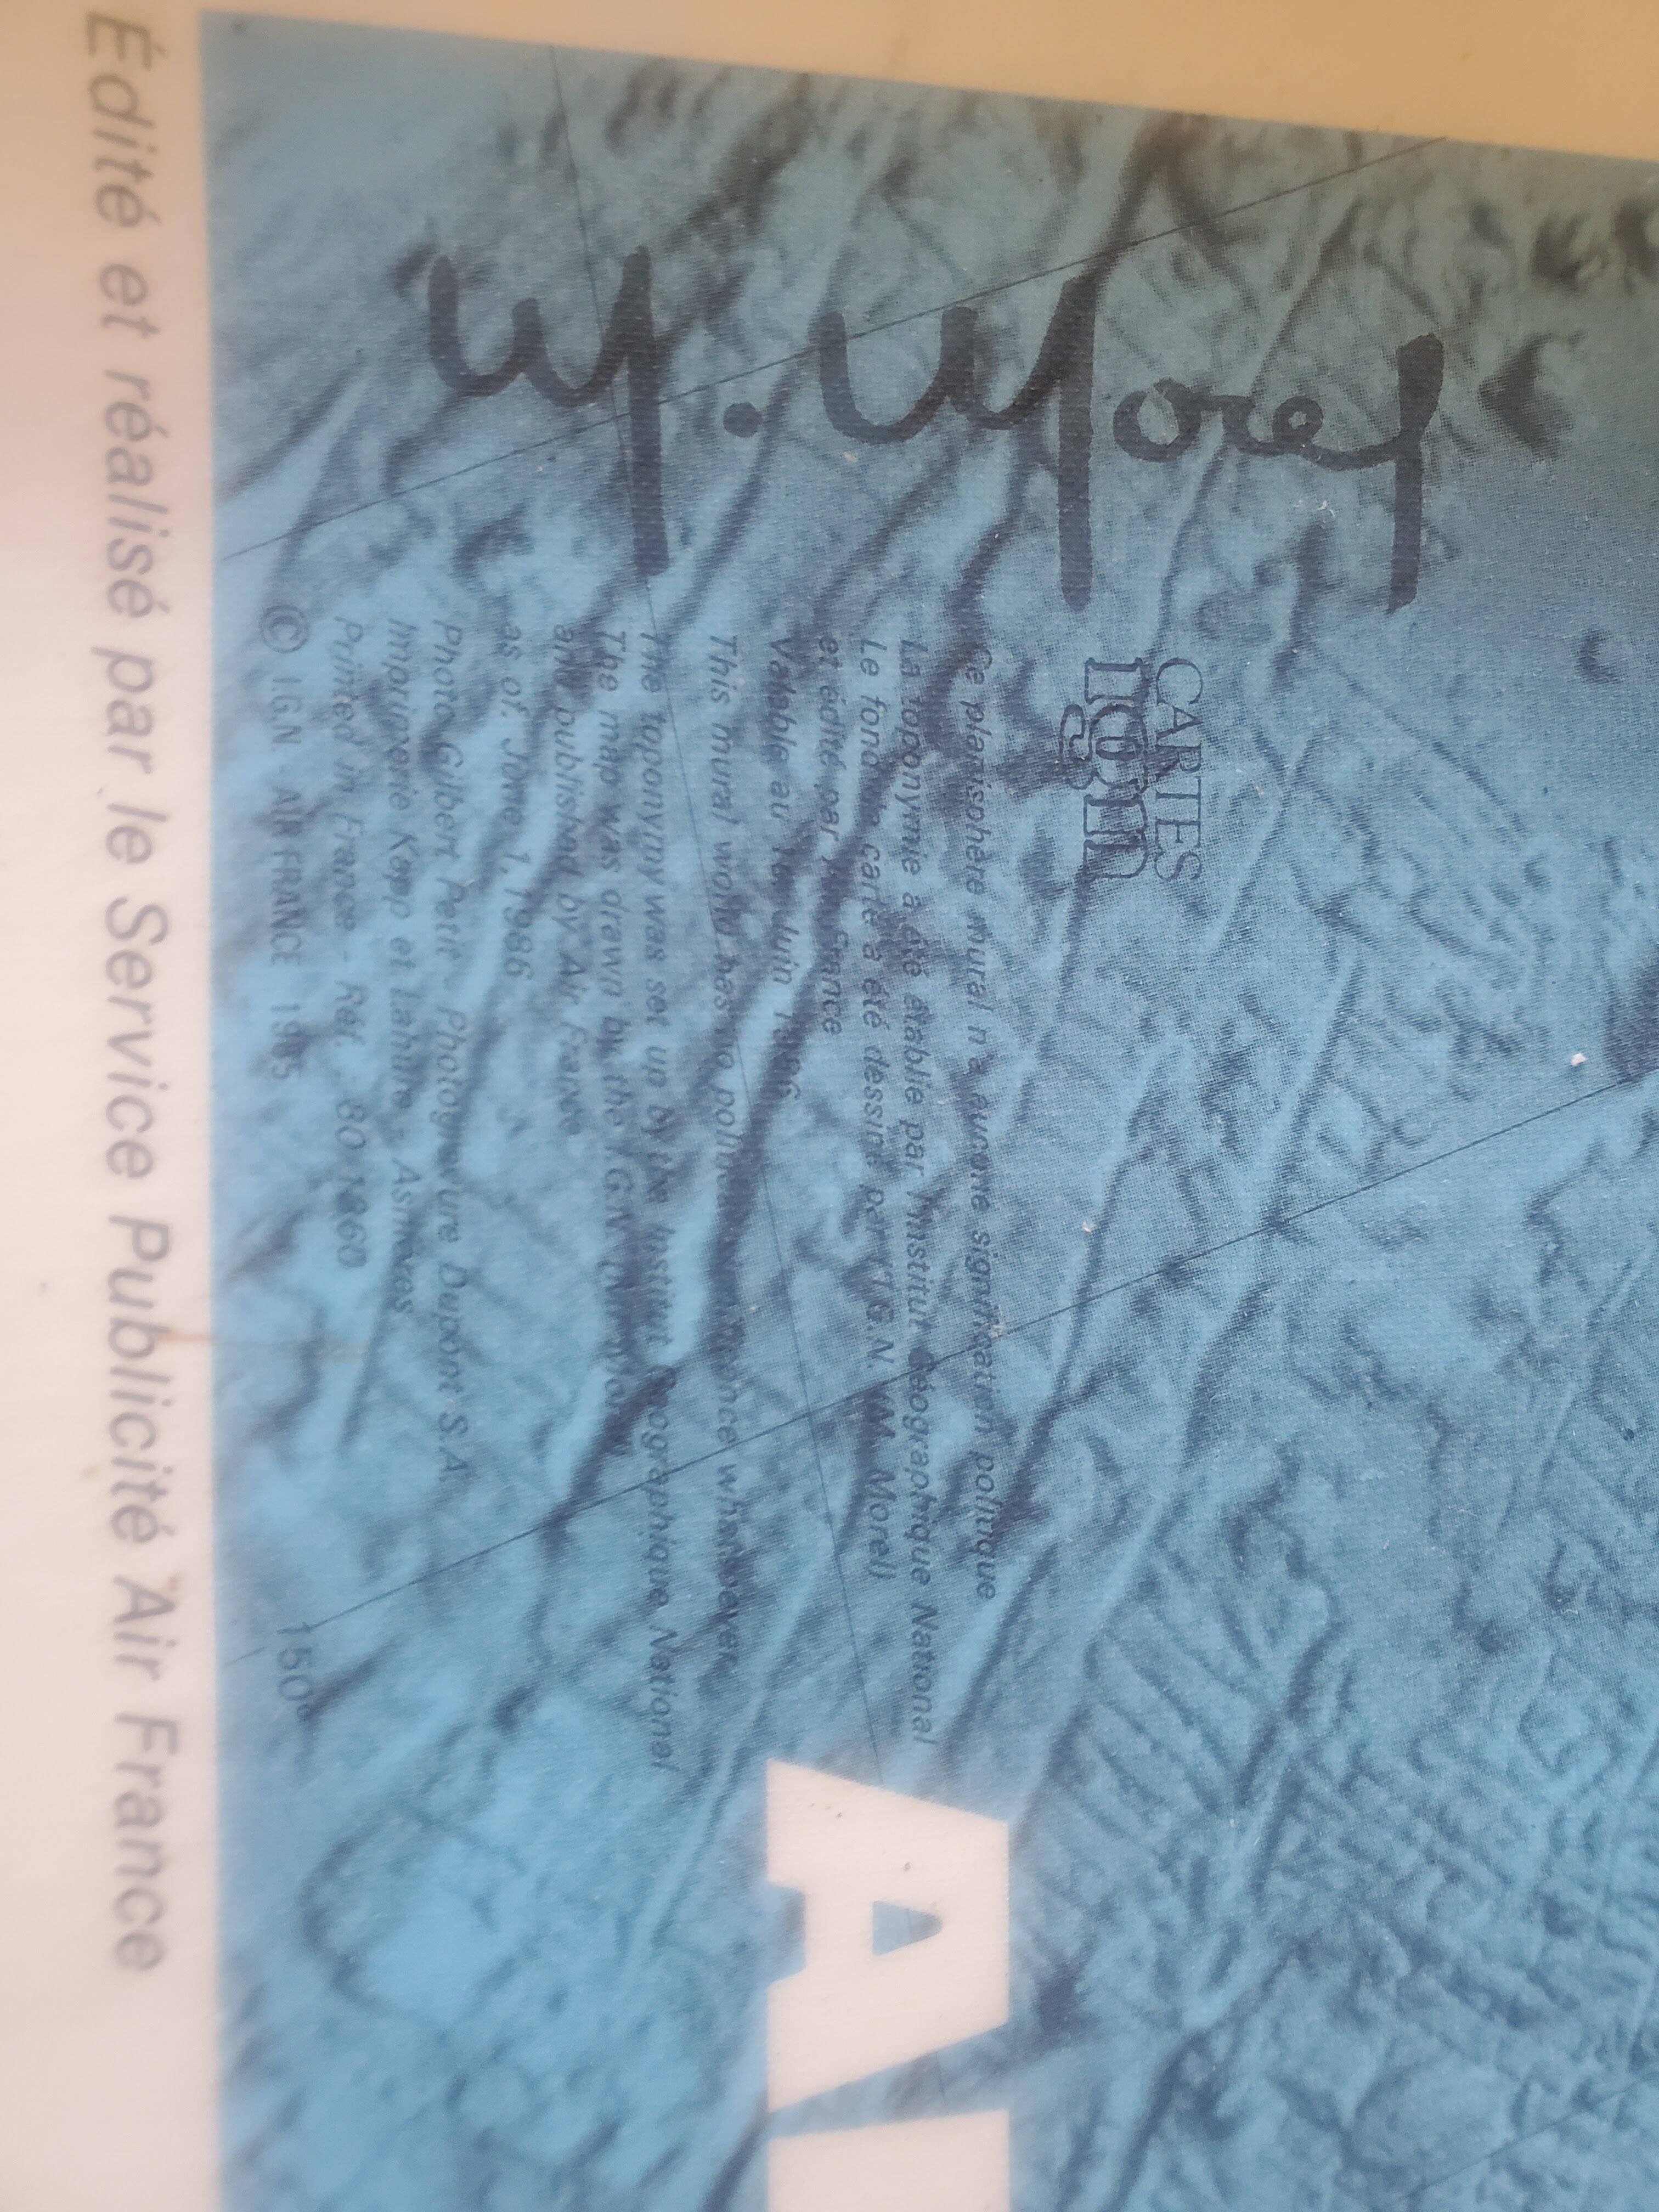 M. Morel
CARTES
ign
Ce planisphère mural n'a aucune signification politique
La toponymie a été établie par l'Institut Géographique National
Le fond de carte a été dessiné par l'I.G.N. (M. Morel)
et édité par Air France
Valable au 1er Juin 1986
This mural world has no political whatsoever
The toponymy was set up by the Institut Géographique National
The map was drawn by the I.G.N.
and published by Air France
as of June 1, 1986
Photo Gilbert Petit - Photogravure Dupont S.A.
Imprimerie Kapp et Lahure - Asnières
Printed in France - Réf.
© I.G.N. AIR FRANCE 1985
150°
AI
Édité et réalisé par le Service Publicité Air France